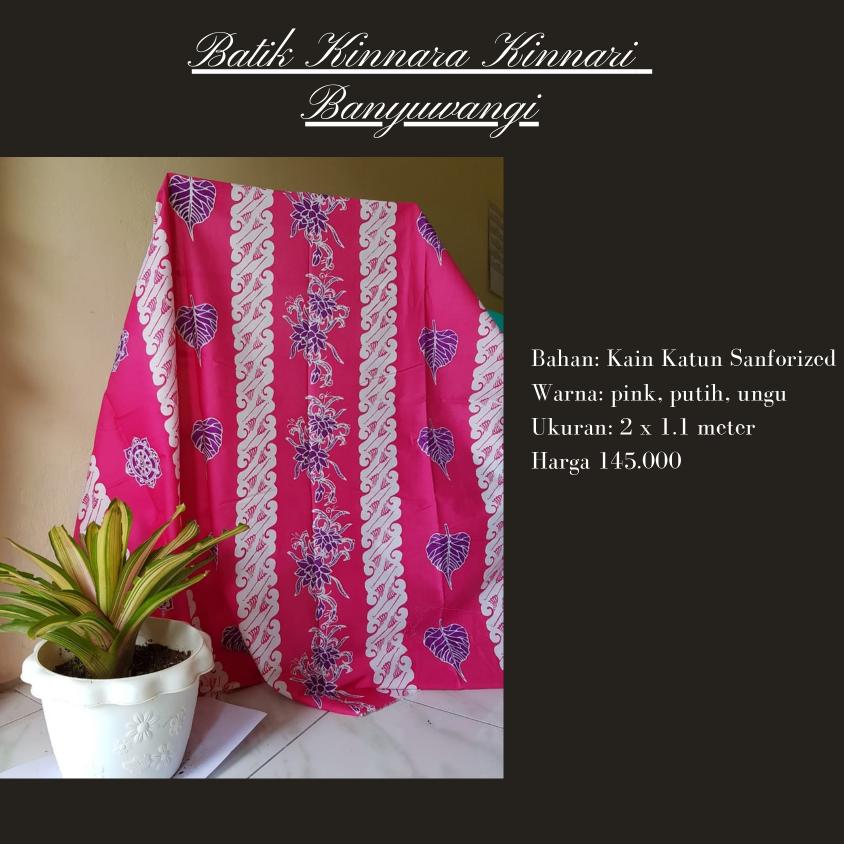 Batik Kinnara Kinnari
Banyuwangi
Bahan: Kain Katun Sanforized
Warna: pink, putih, ungu
Ukuran: 2 x 1.1 meter
Harga 145.000